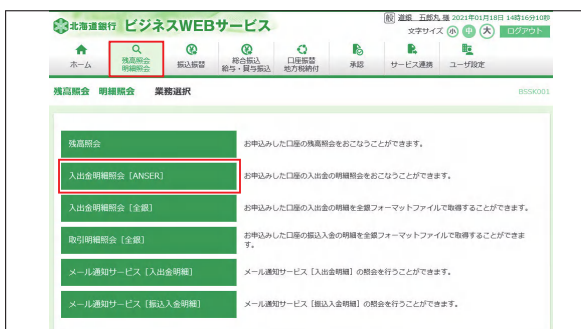 北海道銀行 ビジネスWEBサービス
道銀 五郎丸 様 2021年01月18日 14時16分10秒
文字サイズ 小 中 大 ログアウト
ホーム 残高照会 明細照会 振込振替 総合振込 給与・賞与振込 口座振替 地方税納付 承認 サービス連携 ユーザ設定
残高照会 明細照会 業務選択
BSSK001
残高照会 お申込みした口座の残高照会をおこなうことができます。
入出金明細照会［ANSER］ お申込みした口座の入出金の明細照会をおこなうことができます。
入出金明細照会［全銀］ お申込みした口座の入出金の明細を全銀フォーマットファイルで取得することができます。
取引明細照会［全銀］ お申込みした口座の振込入金の明細を全銀フォーマットファイルで取得することができま
す。
メール通知サービス［入出金明細］ メール通知サービス［入出金明細］の照会を行うことができます。
メール通知サービス［振込入金明細］ メール通知サービス［振込入金明細］の照会を行うことができます。